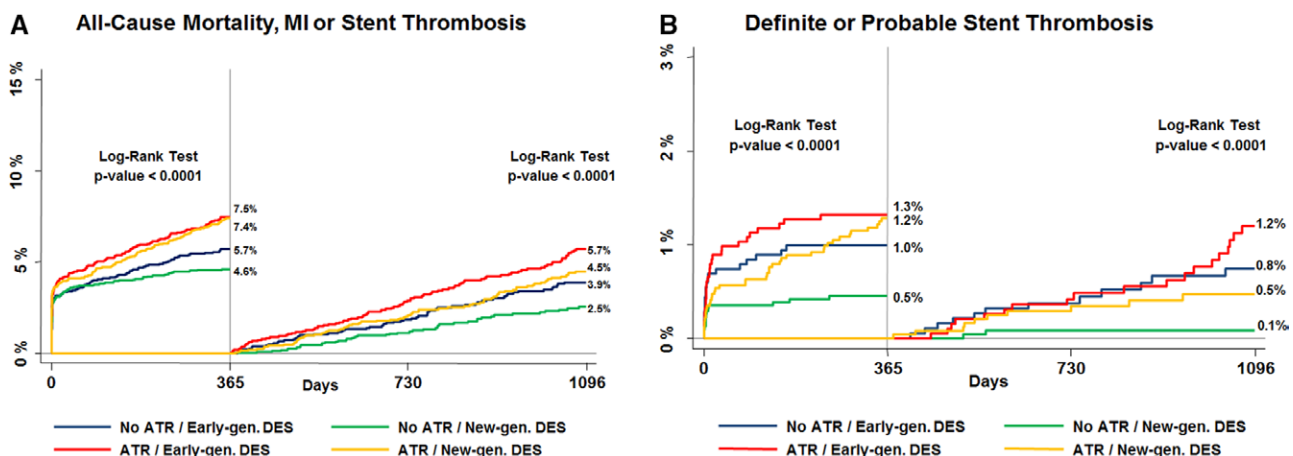 A All-Cause Mortality, MI or Stent Thrombosis
15 %
10 %
5 %
0 %
Log-Rank Test
p-value < 0.0001
Log-Rank Test
p-value < 0.0001
7.5%
7.4%
5.7%
4.6%
5.7%
4.5%
3.9%
2.5%
0 365 730 1096
Days
No ATR / Early-gen. DES No ATR / New-gen. DES
ATR / Early-gen. DES ATR / New-gen. DES
B Definite or Probable Stent Thrombosis
3 %
2 %
1 %
0 %
Log-Rank Test
p-value < 0.0001
Log-Rank Test
p-value < 0.0001
1.3%
1.2%
1.0%
0.5%
1.2%
0.8%
0.5%
0.1%
0 365 730 1096
Days
No ATR / Early-gen. DES No ATR / New-gen. DES
ATR / Early-gen. DES ATR / New-gen. DES